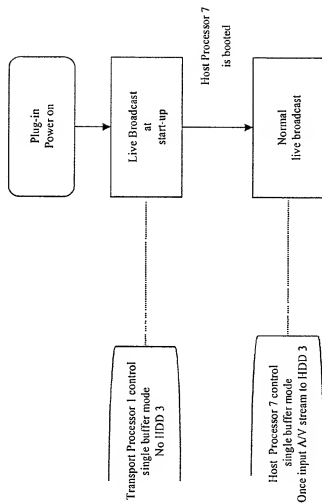 Plug-in
Power on
Live Broadcast
at
start-up
Host Processor 7
is booted
Normal
live broadcast
Transport Processor 1 control
single buffer mode
No HDD 3
Host Processor 7 control
single buffer mode
Once input A/V stream to HDD 3